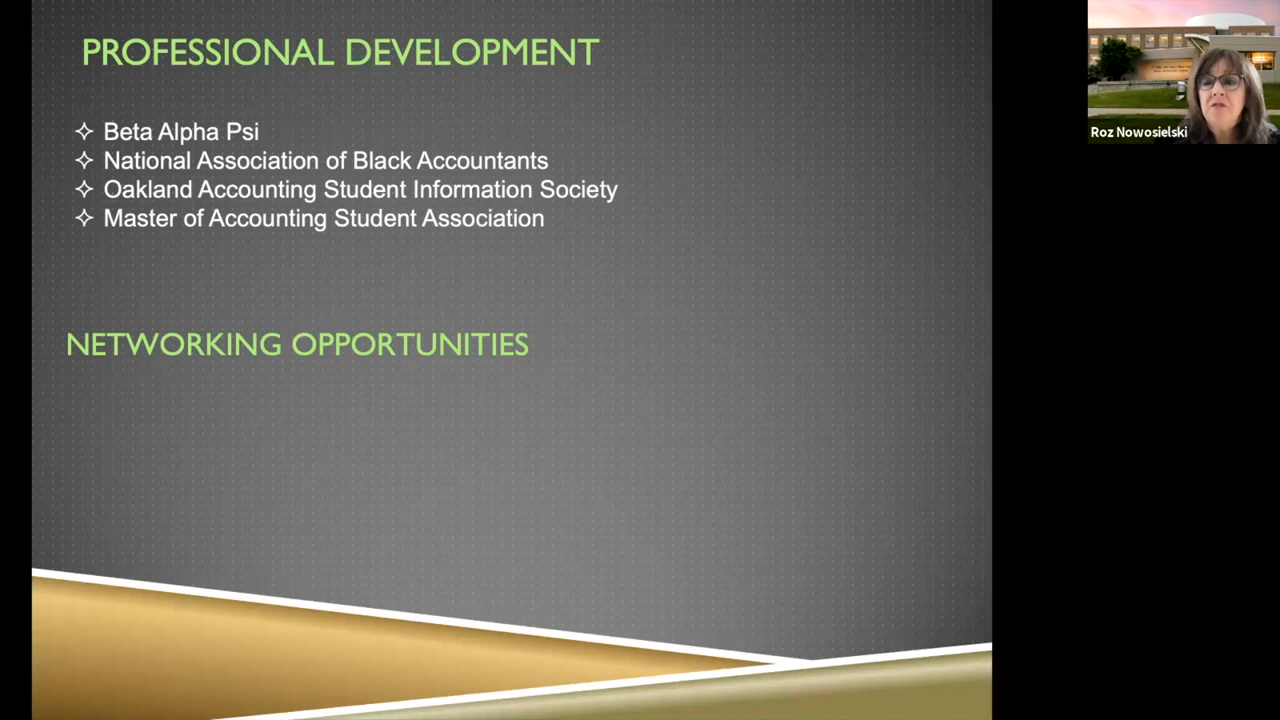 PROFESSIONAL DEVELOPMENT
✧ Beta Alpha Psi
✧ National Association of Black Accountants
✧ Oakland Accounting Student Information Society
✧ Master of Accounting Student Association
NETWORKING OPPORTUNITIES
Roz Nowosielski